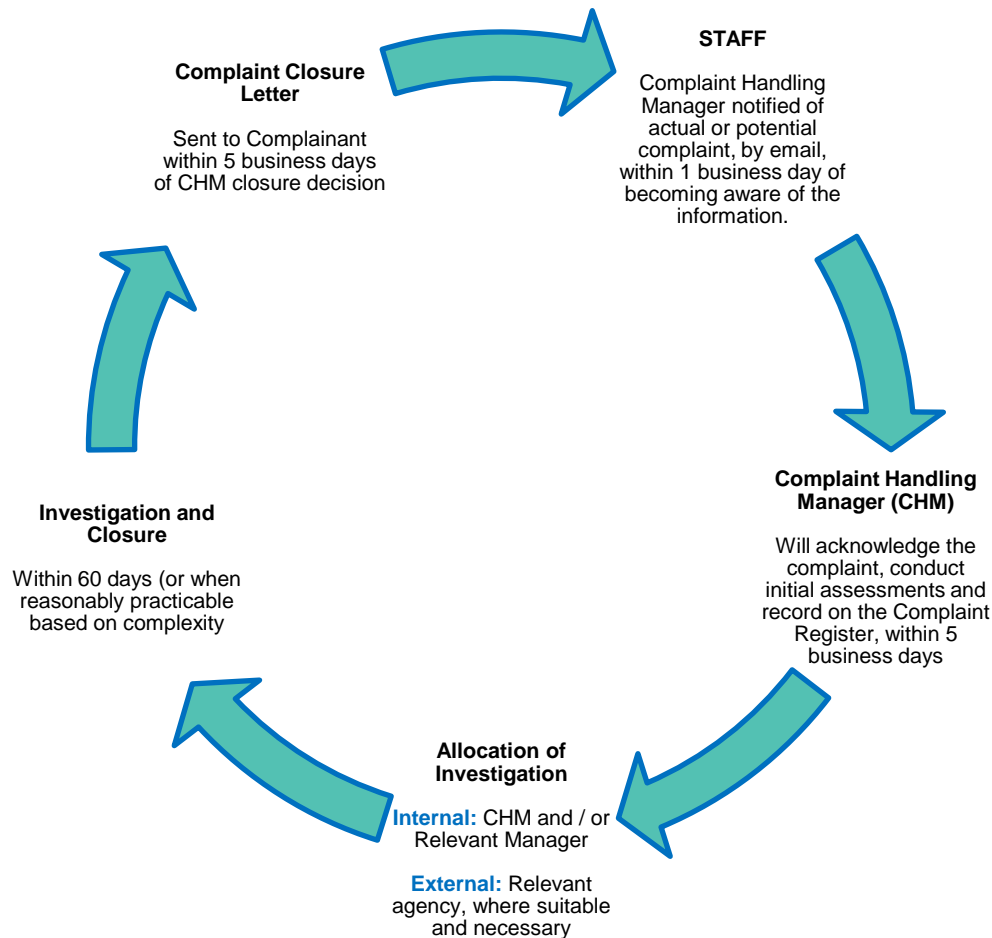 STAFF
Complaint Handling
Manager notified of
actual or potential
complaint, by email,
within 1 business day of
becoming aware of the
information.
Complaint Handling
Manager (CHM)
Will acknowledge the
complaint, conduct
initial assessments and
record on the Complaint
Register, within 5
business days
Allocation of
Investigation
Internal: CHM and / or
Relevant Manager
External: Relevant
agency, where suitable
and necessary
Investigation and
Closure
Within 60 days (or when
reasonably practicable
based on complexity
Complaint Closure
Letter
Sent to Complainant
within 5 business days
of CHM closure decision